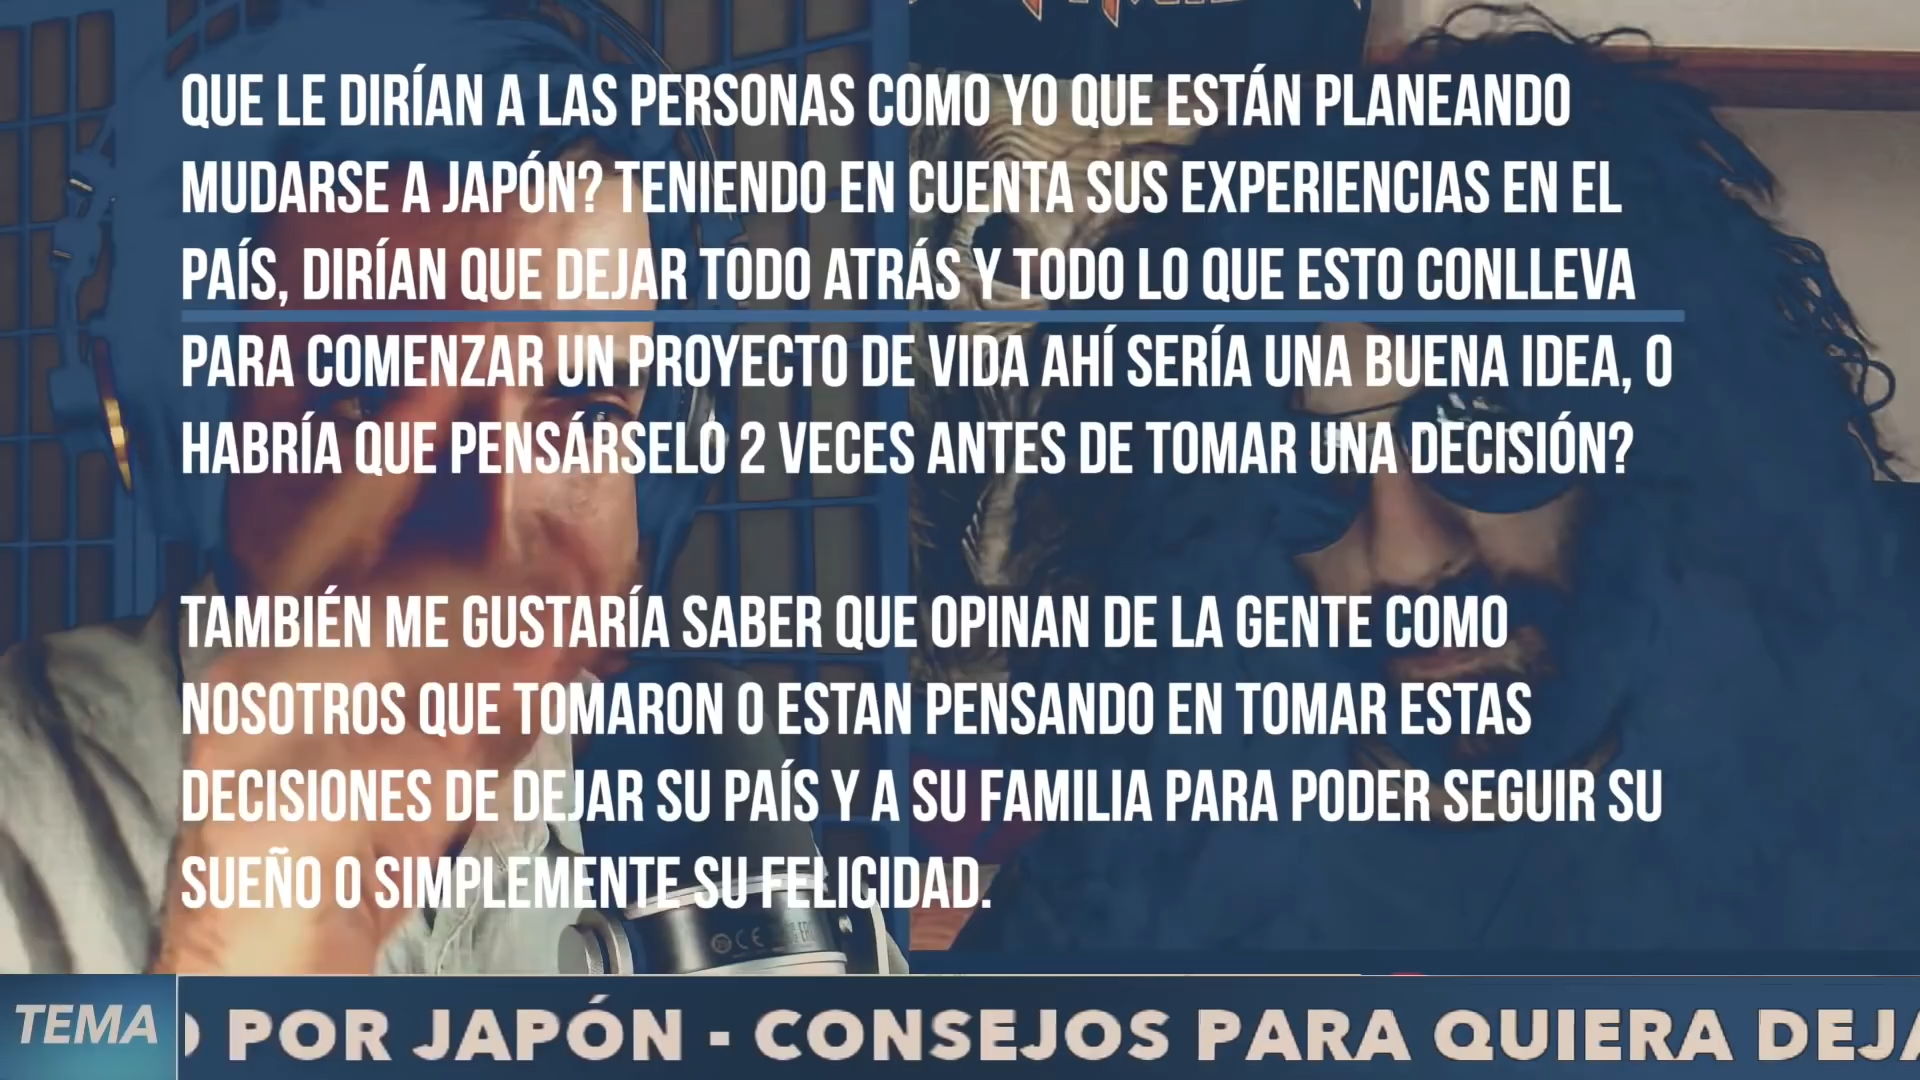 QUE LE DIRÍAN A LAS PERSONAS COMO YO QUE ESTÁN PLANEANDO
MUDARSE A JAPÓN? TENIENDO EN CUENTA SUS EXPERIENCIAS EN EL
PAÍS, DIRÍAN QUE DEJAR TODO ATRÁS Y TODO LO QUE ESTO CONLLEVA
PARA COMENZAR UN PROYECTO DE VIDA AHÍ SERÍA UNA BUENA IDEA, O
HABRÍA QUE PENSÁRSELO 2 VECES ANTES DE TOMAR UNA DECISIÓN?
TAMBIÉN ME GUSTARÍA SABER QUE OPINAN DE LA GENTE COMO
NOSOTROS QUE TOMARON O ESTAN PENSANDO EN TOMAR ESTAS
DECISIONES DE DEJAR SU PAÍS Y A SU FAMILIA PARA PODER SEGUIR SU
SUEÑO O SIMPLEMENTE SU FELICIDAD.
TEMA
POR JAPÓN - CONSEJOS PARA QUIERA DEJA